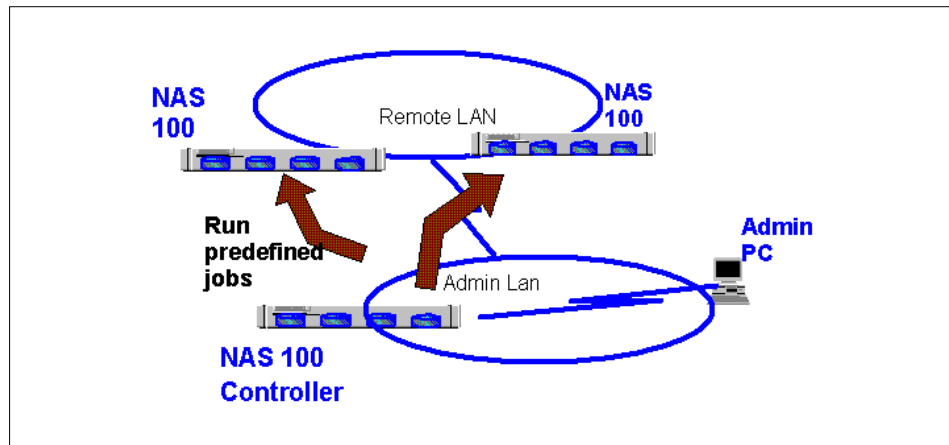 NAS
100
Remote LAN
NAS
100
Run
predefined
jobs
Admin
PC
Admin Lan
NAS 100
Controller